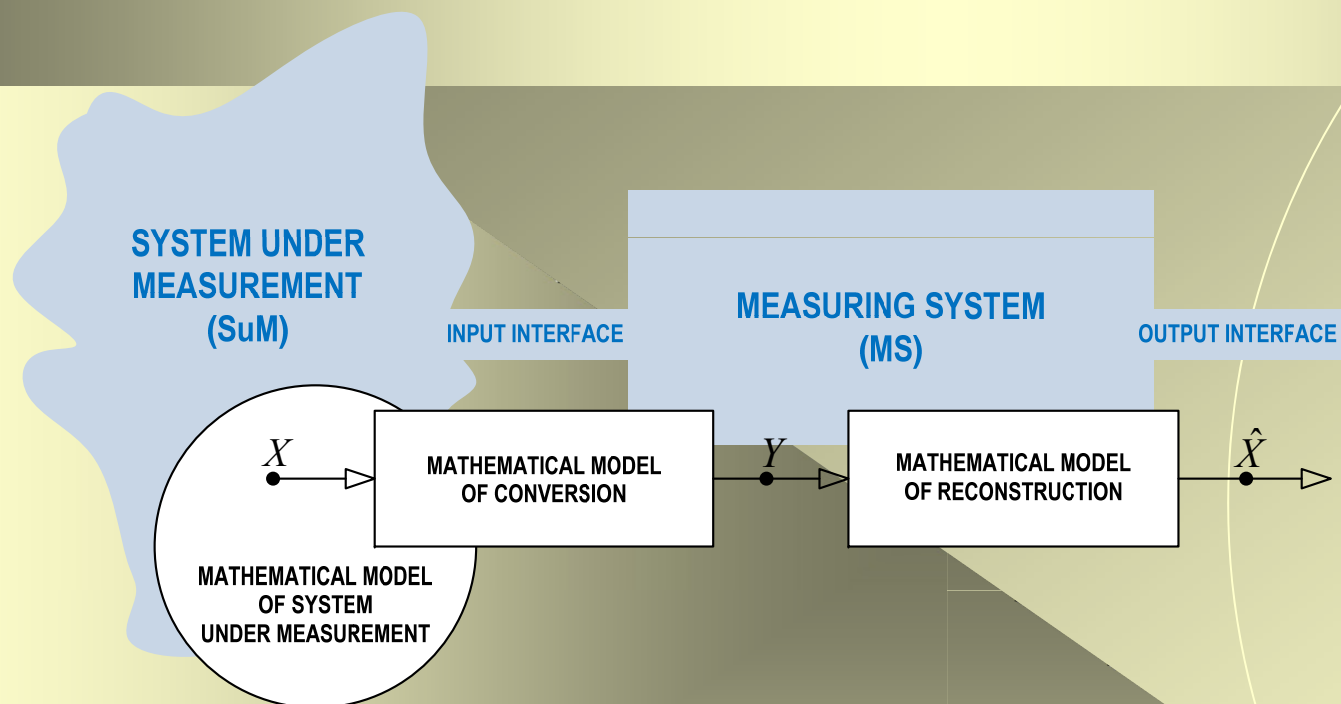 SYSTEM UNDER
MEASUREMENT
(SuM)
INPUT INTERFACE
MEASURING SYSTEM
(MS)
OUTPUT INTERFACE
X
MATHEMATICAL MODEL
OF CONVERSION
Y
MATHEMATICAL MODEL
OF RECONSTRUCTION
X̂
MATHEMATICAL MODEL
OF SYSTEM
UNDER MEASUREMENT